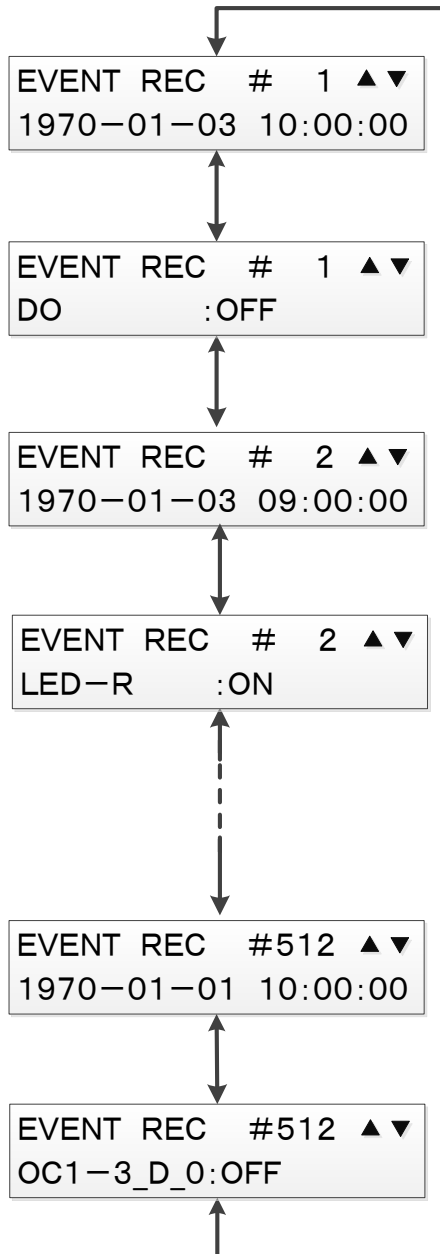 EVENT REC # 1 ▲ ▼
1970-01-03 10:00:00
EVENT REC # 1 ▲ ▼
DO :OFF
EVENT REC # 2 ▲ ▼
1970-01-03 09:00:00
EVENT REC # 2 ▲ ▼
LED-R :ON
EVENT REC #512 ▲ ▼
1970-01-01 10:00:00
EVENT REC #512 ▲ ▼
OC1-3_D_0:OFF